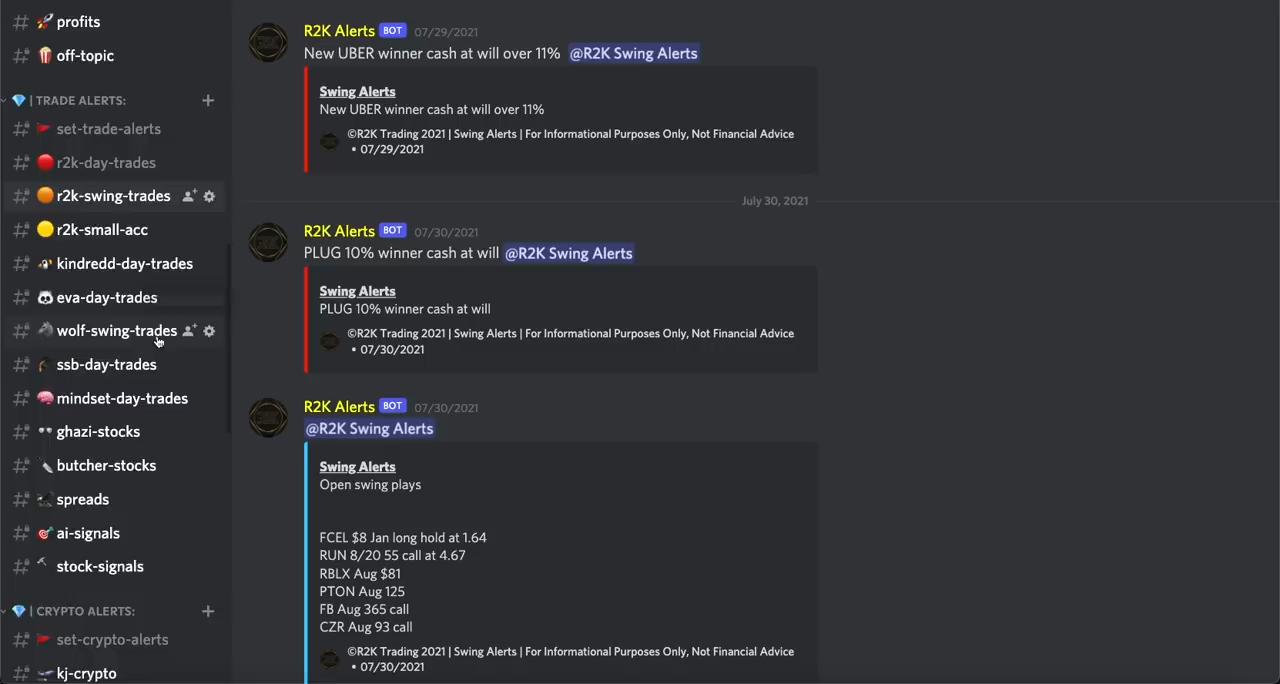 profits
off-topic
| TRADE ALERTS:
set-trade-alerts
r2k-day-trades
r2k-swing-trades
r2k-small-acc
kindredd-day-trades
eva-day-trades
wolf-swing-trades
ssb-day-trades
mindset-day-trades
ghazi-stocks
butcher-stocks
spreads
ai-signals
stock-signals
| CRYPTO ALERTS:
set-crypto-alerts
kj-crypto
R2K Alerts BOT 07/29/2021
New UBER winner cash at will over 11% @R2K Swing Alerts
Swing Alerts
New UBER winner cash at will over 11%
©R2K Trading 2021 | Swing Alerts | For Informational Purposes Only, Not Financial Advice
• 07/29/2021
July 30, 2021
R2K Alerts BOT 07/30/2021
PLUG 10% winner cash at will @R2K Swing Alerts
Swing Alerts
PLUG 10% winner cash at will
©R2K Trading 2021 | Swing Alerts | For Informational Purposes Only, Not Financial Advice
• 07/30/2021
R2K Alerts BOT 07/30/2021
@R2K Swing Alerts
Swing Alerts
Open swing plays
FCEL $8 Jan long hold at 1.64
RUN 8/20 55 call at 4.67
RBLX Aug $81
PTON Aug 125
FB Aug 365 call
CZR Aug 93 call
©R2K Trading 2021 | Swing Alerts | For Informational Purposes Only, Not Financial Advice
• 07/30/2021